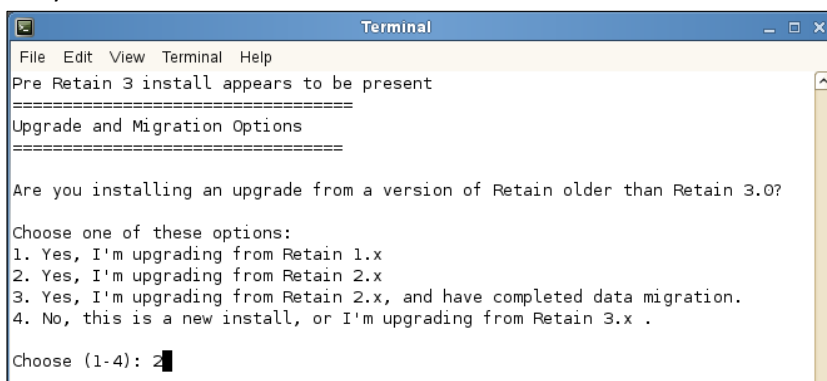 Terminal
File Edit View Terminal Help
Pre Retain 3 install appears to be present
==================================
Upgrade and Migration Options
=================================
Are you installing an upgrade from a version of Retain older than Retain 3.0?
Choose one of these options:
1. Yes, I'm upgrading from Retain 1.x
2. Yes, I'm upgrading from Retain 2.x
3. Yes, I'm upgrading from Retain 2.x, and have completed data migration.
4. No, this is a new install, or I'm upgrading from Retain 3.x .
Choose (1-4): 2